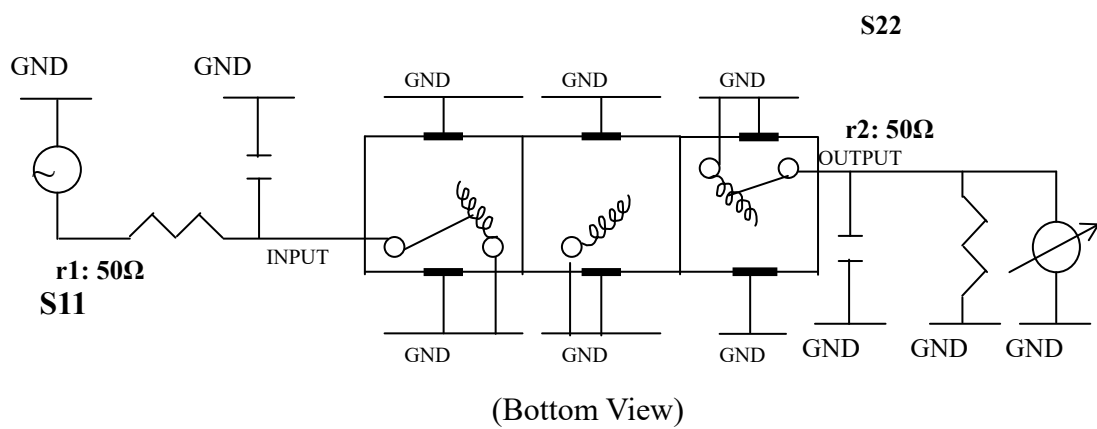 S22
GND
GND
GND
GND
GND
r2: 50Ω
OUTPUT
~
INPUT
r1: 50Ω
S11
GND
GND
GND
GND
GND
GND
(Bottom View)